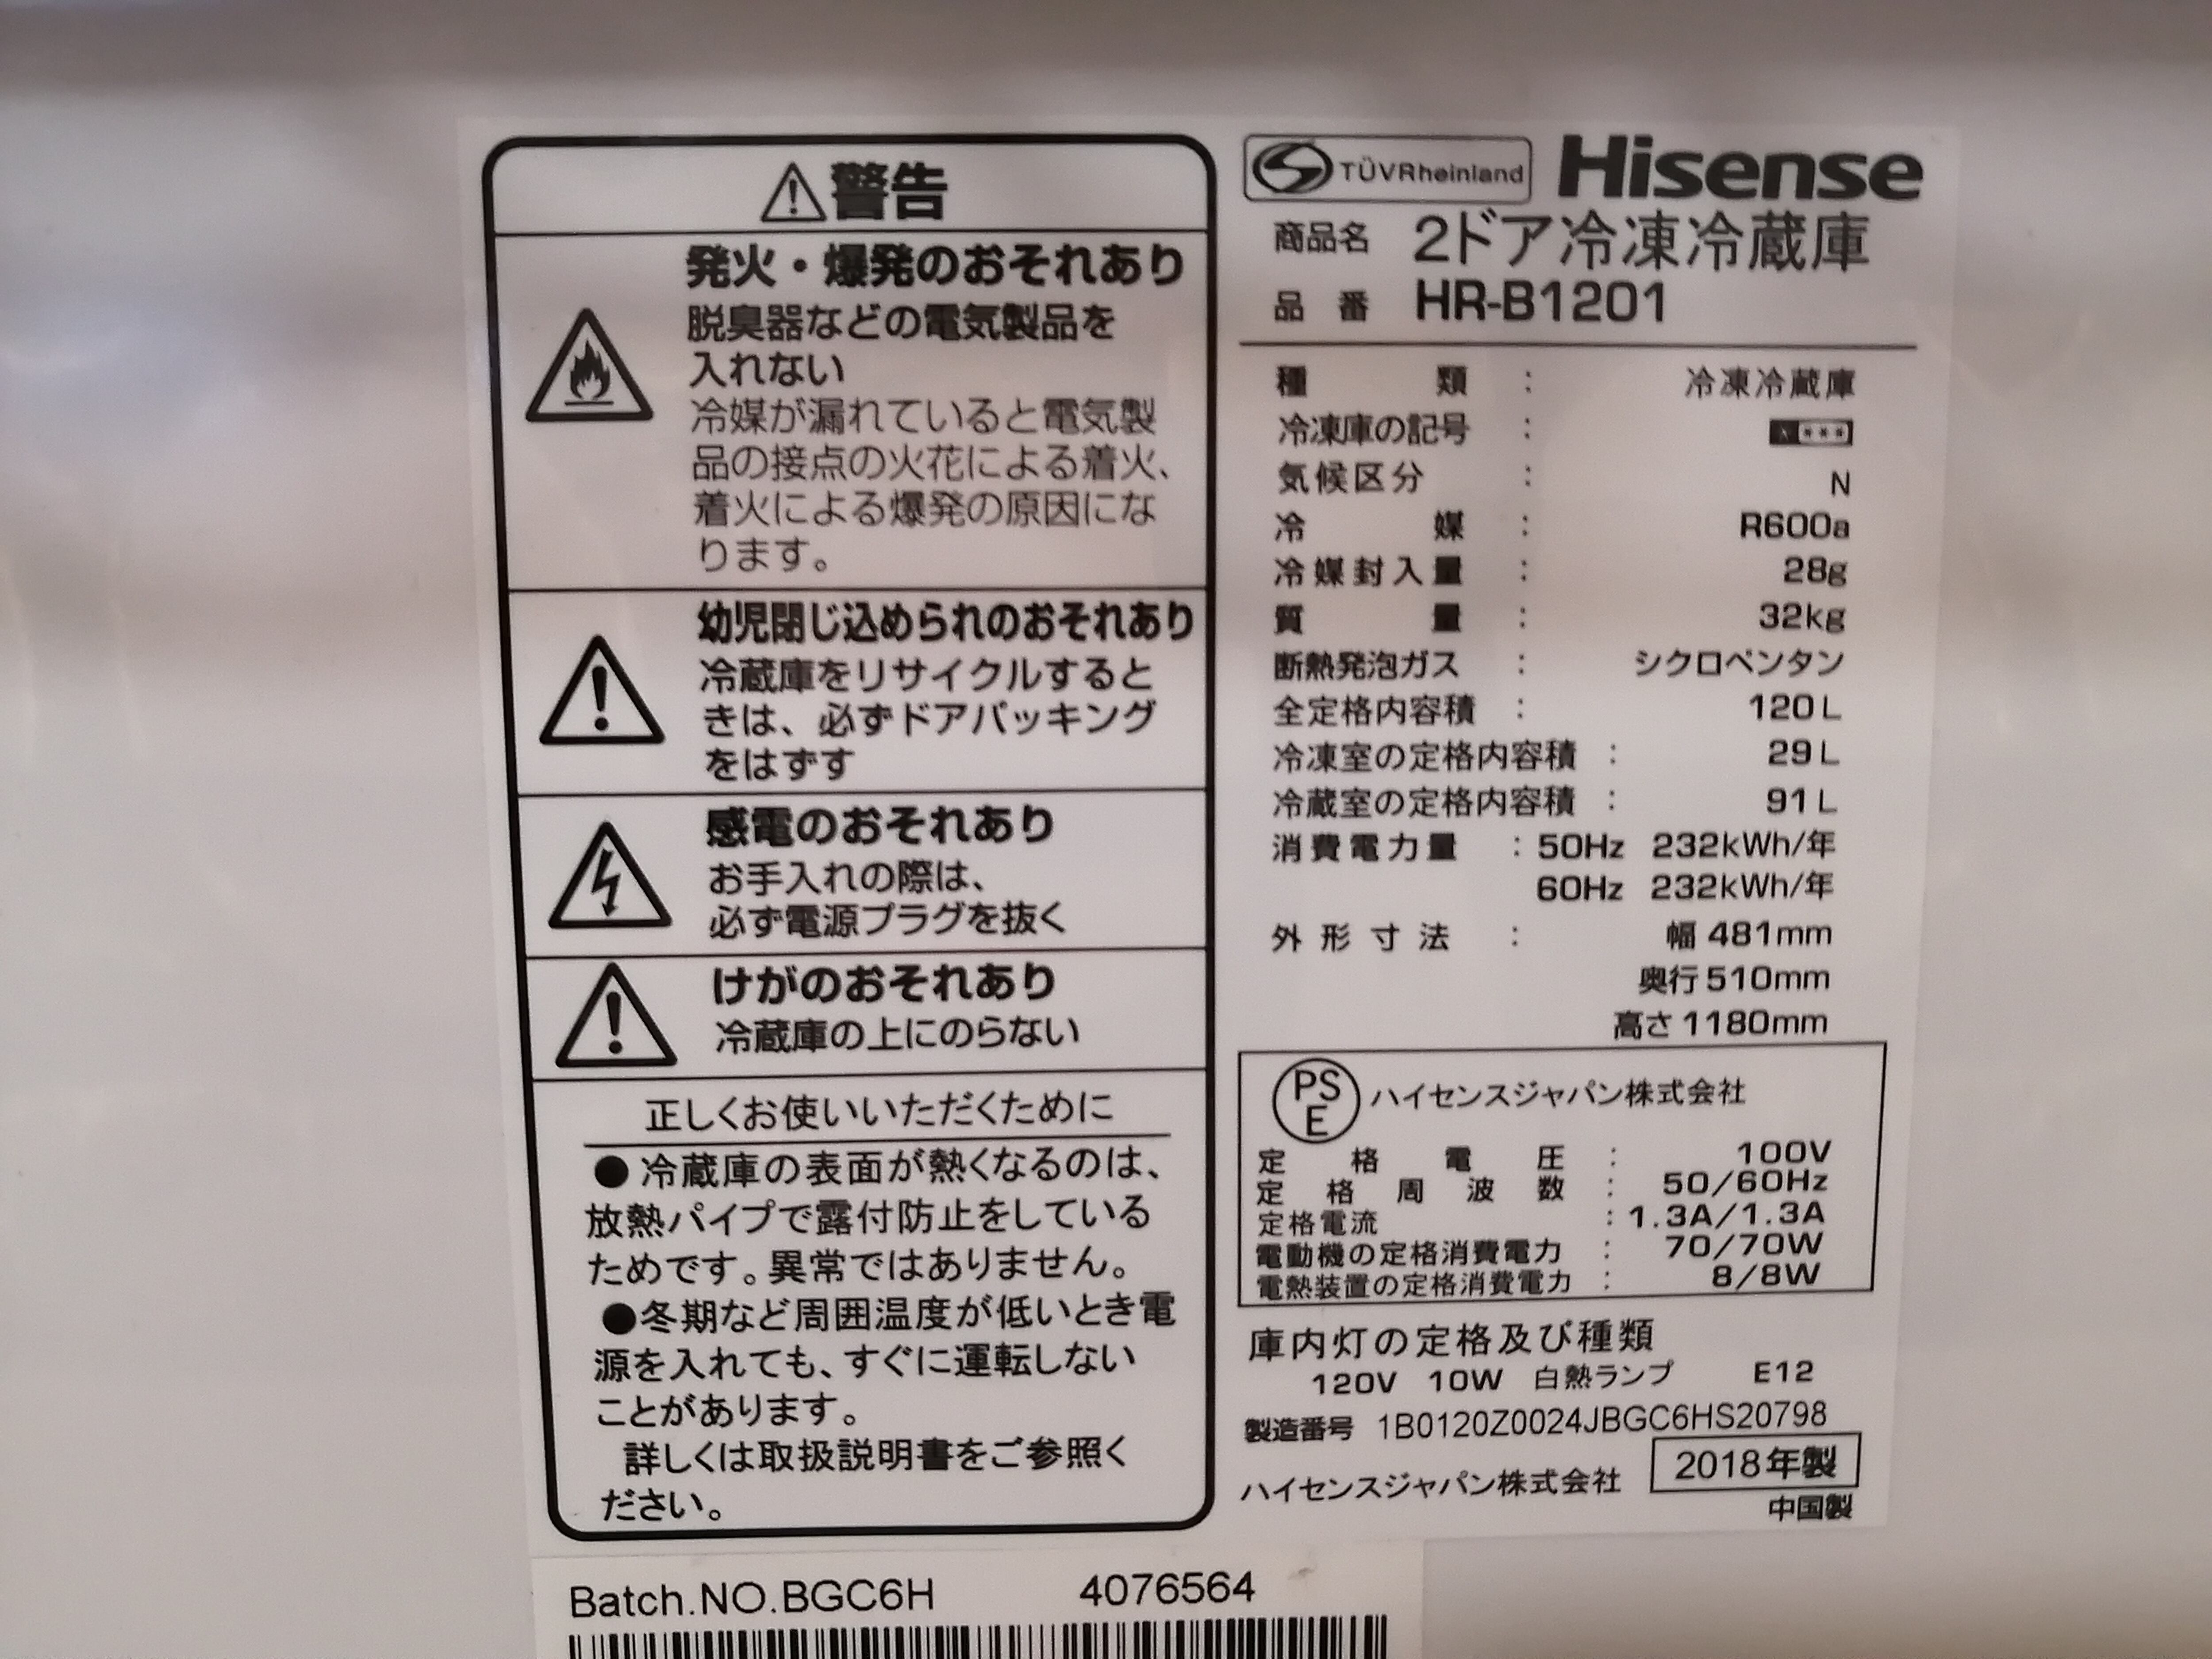 警告
発火・爆発のおそれあり
脱臭器などの電気製品を
入れない
冷媒が漏れていると電気製
品の接点の火花による着火、
着火による爆発の原因にな
ります。
幼児閉じ込められのおそれあり
冷蔵庫をリサイクルすると
きは、必ずドアパッキング
をはずす
感電のおそれあり
お手入れの際は、
必ず電源プラグを抜く
けがのおそれあり
冷蔵庫の上にのらない
正しくお使いいただくために
●冷蔵庫の表面が熱くなるのは、
放熱パイプで露付防止をしている
ためです。異常ではありません。
●冬期など周囲温度が低いとき電
源を入れても、すぐに運転しない
ことがあります。
詳しくは取扱説明書をご参照く
ださい。
TÜVRheinland Hisense
商品名 2ドア冷凍冷蔵庫
品番 HR-B1201
種類 : 冷凍冷蔵庫
冷凍庫の記号 : * ***
気候区分 : N
冷媒 : R600a
冷媒封入量 : 28g
質量 : 32kg
断熱発泡ガス : シクロペンタン
全定格内容積 : 120L
冷凍室の定格内容積 : 29L
冷蔵室の定格内容積 : 91L
消費電力量 : 50Hz 232kWh/年
60Hz 232kWh/年
外形寸法 : 幅 481mm
奥行 510mm
高さ 1180mm
PSE ハイセンスジャパン株式会社
定格電圧 : 100V
定格周波数 : 50/60Hz
定格電流 : 1.3A/1.3A
電動機の定格消費電力 : 70/70W
電熱装置の定格消費電力 : 8/8W
庫内灯の定格及び種類
120V 10W 白熱ランプ E12
製造番号 1B0120Z0024JBGC6HS20798
ハイセンスジャパン株式会社 2018年製
中国製
Batch.NO.BGC6H 4076564